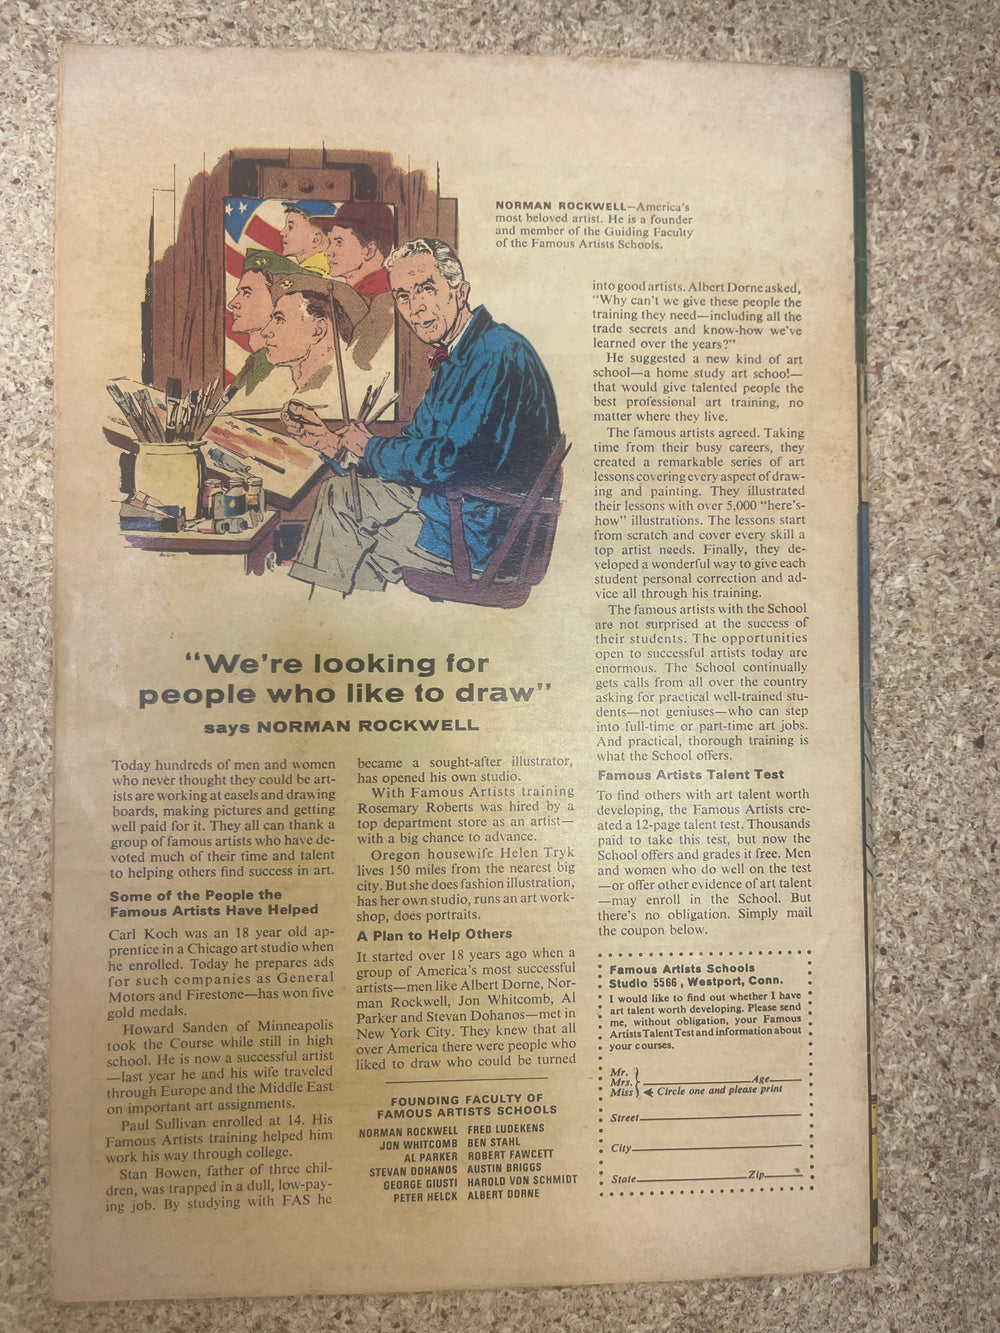 NORMAN ROCKWELL—America's
most beloved artist. He is a founder
and member of the Guiding Faculty
of the Famous Artists Schools.
"We're looking for
people who like to draw"
says NORMAN ROCKWELL
Today hundreds of men and women
who never thought they could be art-
ists are working at easels and drawing
boards, making pictures and getting
well paid for it. They all can thank a
group of famous artists who have de-
voted much of their time and talent
to helping others find success in art.
Some of the People the
Famous Artists Have Helped
Carl Koch was an 18 year old ap-
prentice in a Chicago art studio when
he enrolled. Today he prepares ads
for such companies as General
Motors and Firestone—has won five
gold medals.
Howard Sanden of Minneapolis
took the Course while still in high
school. He is now a successful artist
—last year he and his wife traveled
through Europe and the Middle East
on important art assignments.
Paul Sullivan enrolled at 14. His
Famous Artists training helped him
work his way through college.
Stan Bowen, father of three chil-
dren, was trapped in a dull, low-pay-
ing job. By studying with FAS he
became a sought-after illustrator,
has opened his own studio.
With Famous Artists training
Rosemary Roberts was hired by a
top department store as an artist—
with a big chance to advance.
Oregon housewife Helen Tryk
lives 150 miles from the nearest big
city. But she does fashion illustration,
has her own studio, runs an art work-
shop, does portraits.
A Plan to Help Others
It started over 18 years ago when a
group of America's most successful
artists—men like Albert Dorne, Nor-
man Rockwell, Jon Whitcomb, Al
Parker and Stevan Dohanos—met in
New York City. They knew that all
over America there were people who
liked to draw who could be turned
FOUNDING FACULTY OF
FAMOUS ARTISTS SCHOOLS
NORMAN ROCKWELL FRED LUDEKENS
JON WHITCOMB BEN STAHL
AL PARKER ROBERT FAWCETT
STEVAN DOHANOS AUSTIN BRIGGS
GEORGE GIUSTI HAROLD VON SCHMIDT
PETER HELCK ALBERT DORNE
into good artists. Albert Dorne asked,
"Why can't we give these people the
training they need—including all the
trade secrets and know-how we've
learned over the years?"
He suggested a new kind of art
school—a home study art school—
that would give talented people the
best professional art training, no
matter where they live.
The famous artists agreed. Taking
time from their busy careers, they
created a remarkable series of art
lessons covering every aspect of draw-
ing and painting. They illustrated
their lessons with over 5,000 "here's-
how" illustrations. The lessons start
from scratch and cover every skill a
top artist needs. Finally, they de-
veloped a wonderful way to give each
student personal correction and ad-
vice all through his training.
The famous artists with the School
are not surprised at the success of
their students. The opportunities
open to successful artists today are
enormous. The School continually
gets calls from all over the country
asking for practical well-trained stu-
dents—not geniuses—who can step
into full-time or part-time art jobs.
And practical, thorough training is
what the School offers.
Famous Artists Talent Test
To find others with art talent worth
developing, the Famous Artists cre-
ated a 12-page talent test. Thousands
paid to take this test, but now the
School offers and grades it free. Men
and women who do well on the test
—or offer other evidence of art talent
—may enroll in the School. But
there's no obligation. Simply mail
the coupon below.
Famous Artists Schools
Studio 5566, Westport, Conn.
I would like to find out whether I have
art talent worth developing. Please send
me, without obligation, your Famous
Artists Talent Test and information about
your courses.
Mr.
Mrs. Age
Miss Circle one and please print
Street
City
State Zip